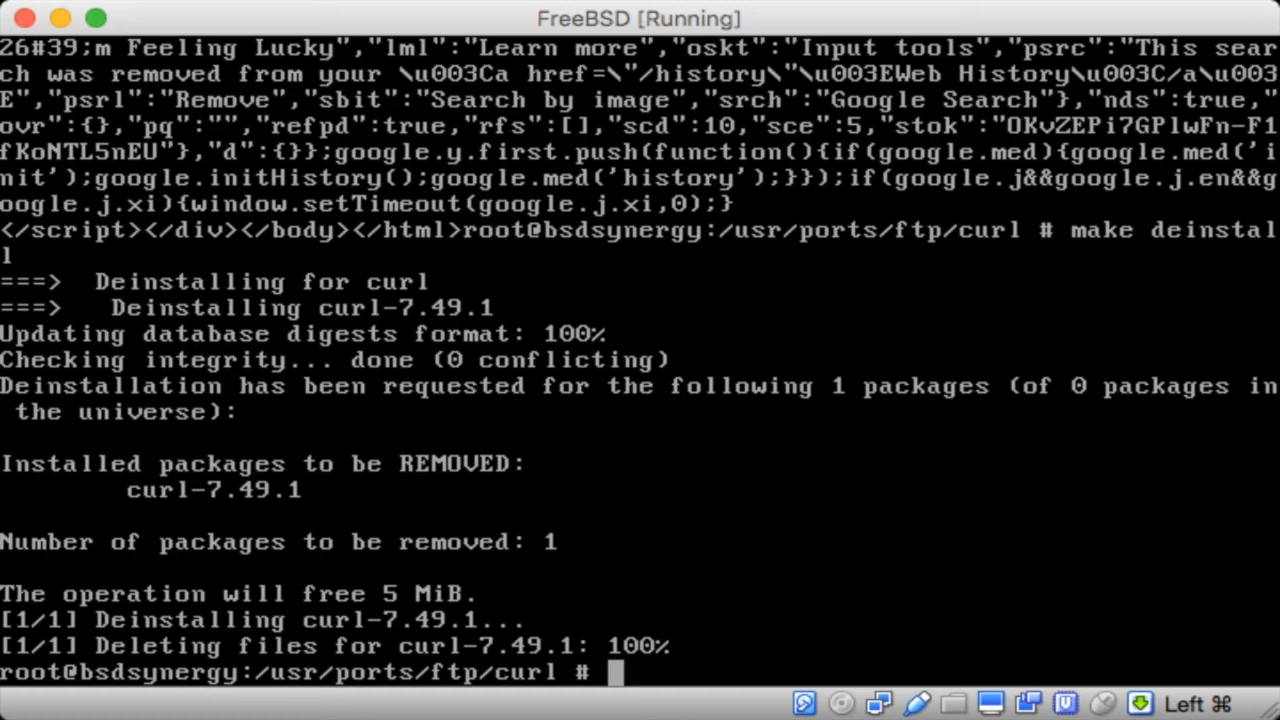 FreeBSD [Running]
26#39;m Feeling Lucky","lml":"Learn more","oskt":"Input tools","psrc":"This sear
ch was removed from your \u003Ca href=\"/history\"\u003EWeb History\u003C/a\u003
E","psrl":"Remove","sbit":"Search by image","srch":"Google Search"},"nds":true,"
ovr":{},"pq":"","refpd":true,"rfs":[],"scd":10,"sce":5,"stok":"OKvZEPi7GPlwFn-F1
fKoNTL5nEU"},"d":{}};google.y.first.push(function(){if(google.med){google.med('i
nit');google.initHistory();google.med('history');}});if(google.j&&google.j.en&&g
oogle.j.xi){window.setTimeout(google.j.xi,0);}
</script></div></body></html>root@bsdsynergy:/usr/ports/ftp/curl # make deinstal
l
===>  Deinstalling for curl
===>   Deinstalling curl-7.49.1
Updating database digests format: 100%
Checking integrity... done (0 conflicting)
Deinstallation has been requested for the following 1 packages (of 0 packages in
 the universe):
Installed packages to be REMOVED:
curl-7.49.1
Number of packages to be removed: 1
The operation will free 5 MiB.
[1/1] Deinstalling curl-7.49.1...
[1/1] Deleting files for curl-7.49.1: 100%
root@bsdsynergy:/usr/ports/ftp/curl #
Left ⌘